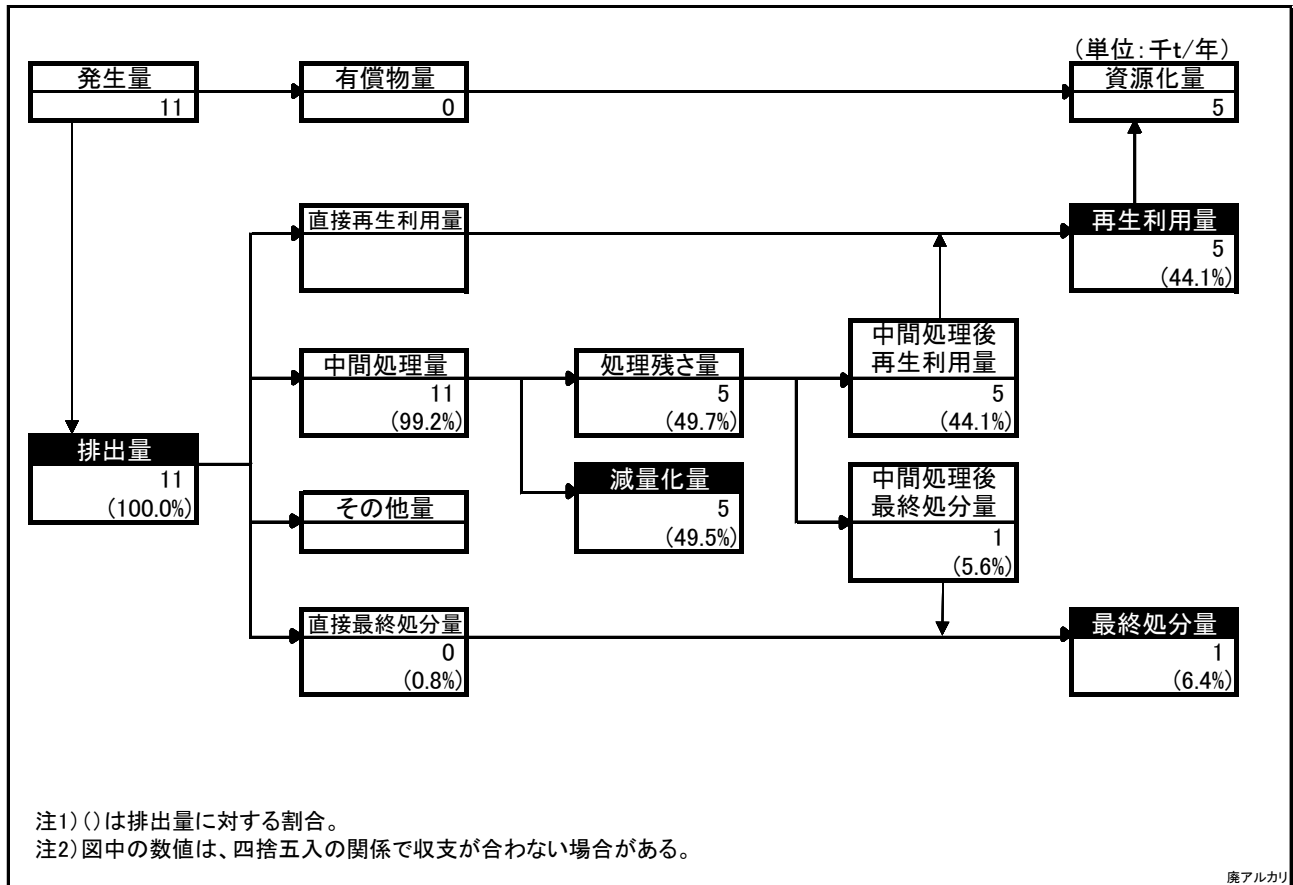 (単位:千t/年)
発生量
11
有償物量
0
資源化量
5
直接再生利用量
再生利用量
5
(44.1%)
中間処理量
11
(99.2%)
処理残さ量
5
(49.7%)
中間処理後
再生利用量
5
(44.1%)
排出量
11
(100.0%)
その他量
減量化量
5
(49.5%)
中間処理後
最終処分量
1
(5.6%)
直接最終処分量
0
(0.8%)
最終処分量
1
(6.4%)
注1)()は排出量に対する割合。
注2)図中の数値は、四捨五入の関係で収支が合わない場合がある。
廃アルカリ